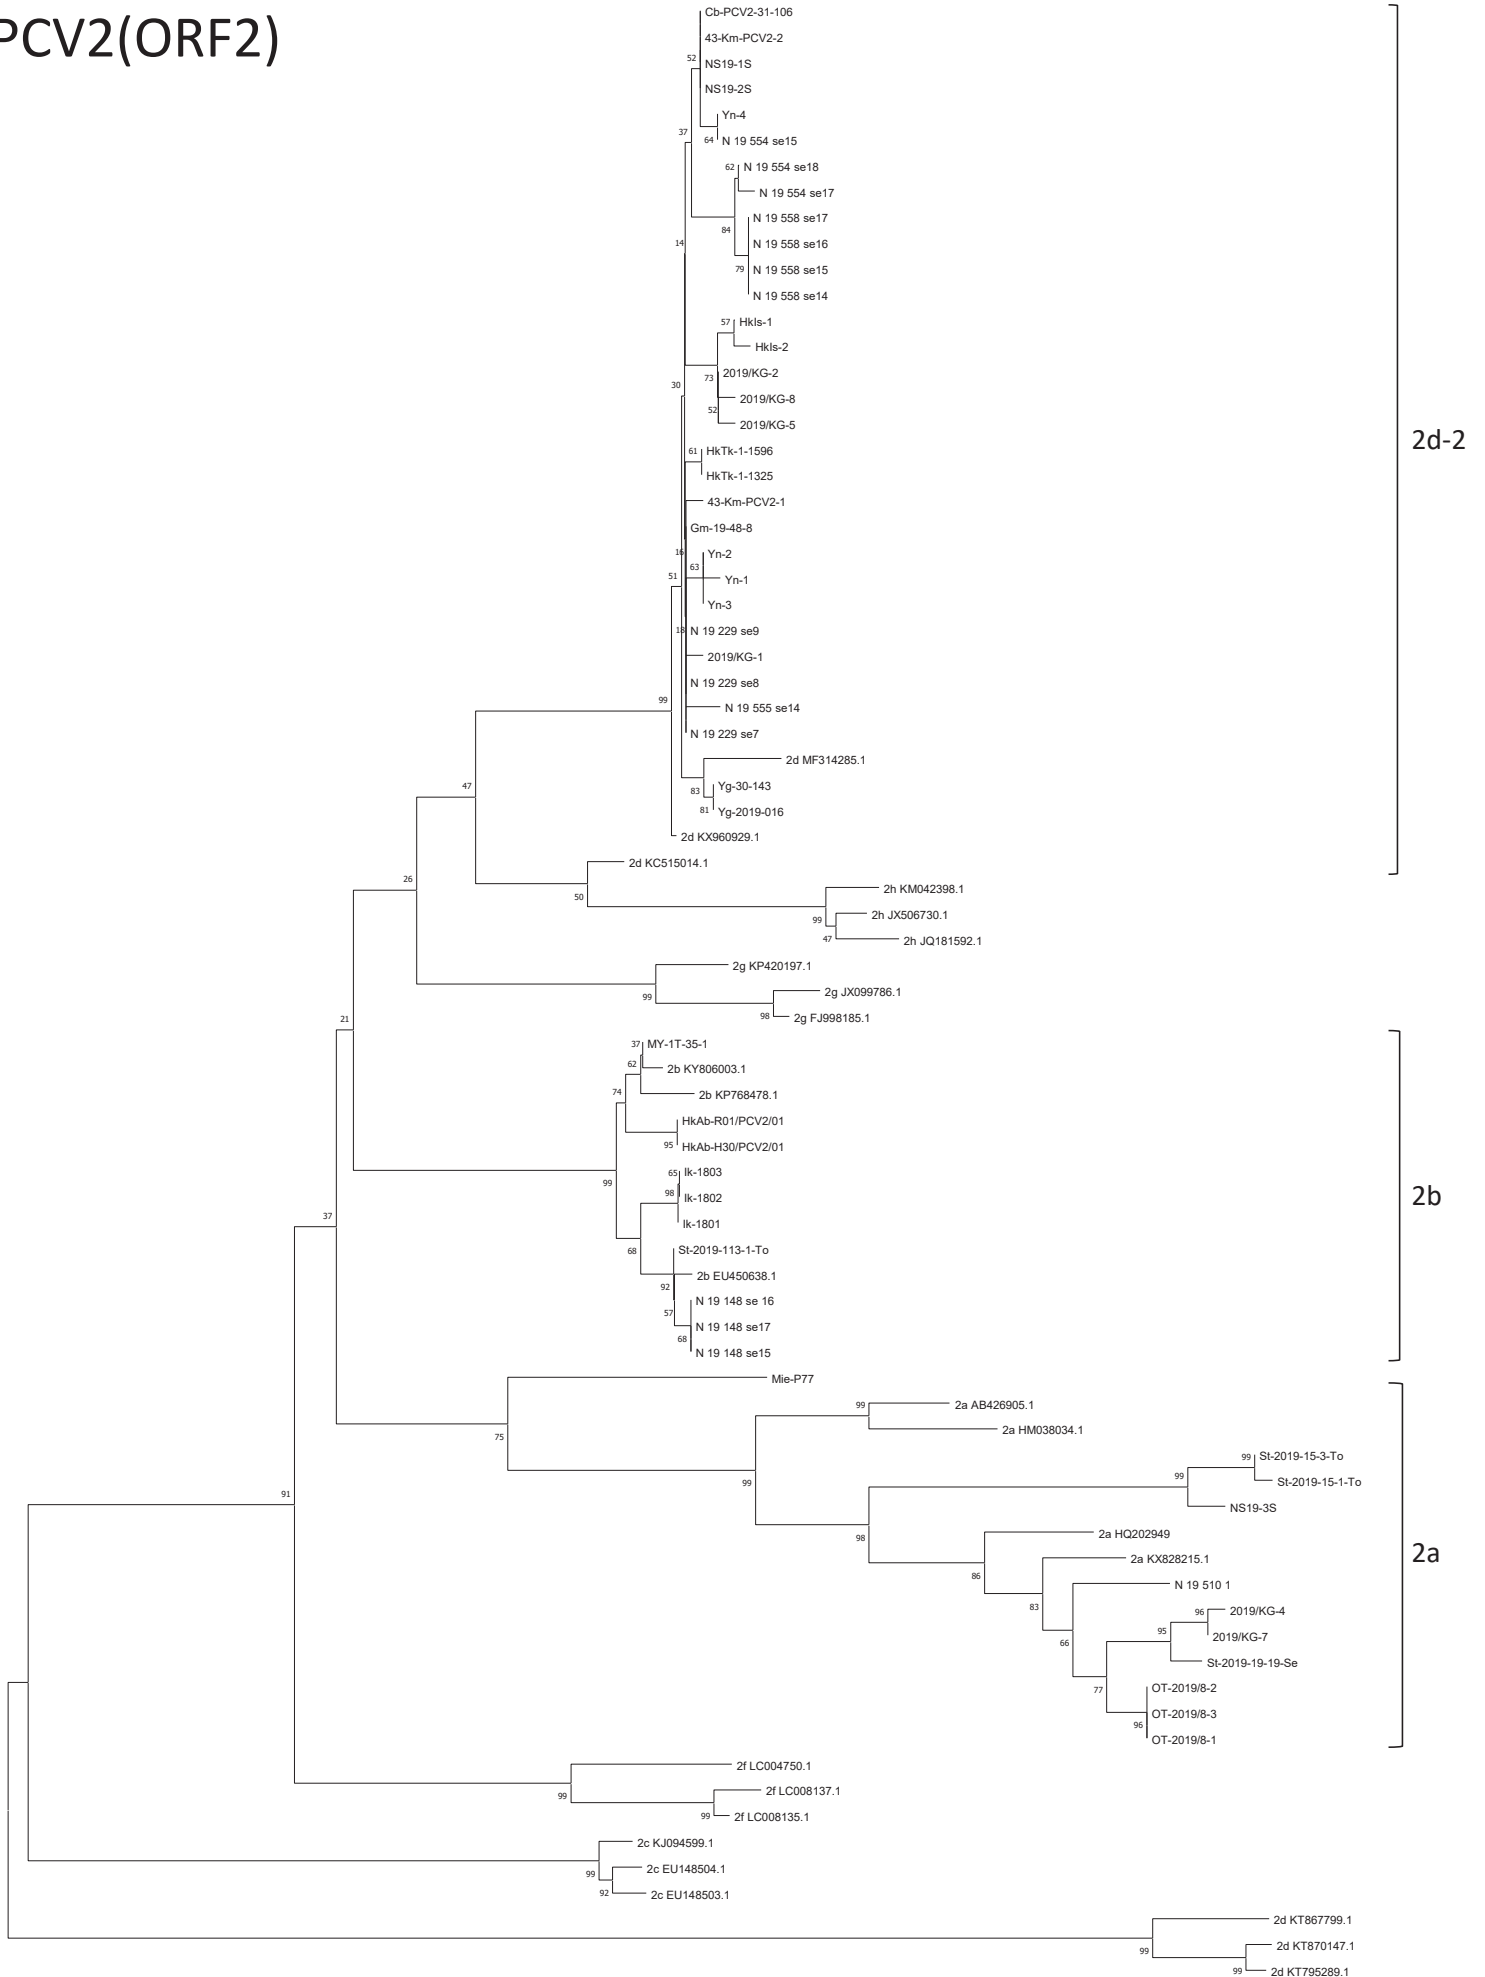 PCV2(ORF2)
Cb-PCV2-31-106
43-Km-PCV2-2
52
NS19-1S
NS19-2S
Yn-4
37
64
N 19 554 se15
62
N 19 554 se18
N 19 554 se17
N 19 558 se17
84
14
N 19 558 se16
79
N 19 558 se15
N 19 558 se14
57
HkIs-1
HkIs-2
73
2019/KG-2
30
2019/KG-8
52
2019/KG-5
2d-2
61
HkTk-1-1596
HkTk-1-1325
43-Km-PCV2-1
Gm-19-48-8
16
Yn-2
63
51
Yn-1
Yn-3
18
N 19 229 se9
2019/KG-1
N 19 229 se8
99
N 19 555 se14
N 19 229 se7
2d MF314285.1
47
83
Yg-30-143
81
Yg-2019-016
2d KX960929.1
2d KC515014.1
26
50
2h KM042398.1
99
2h JX506730.1
47
2h JQ181592.1
2g KP420197.1
99
2g JX099786.1
98
2g FJ998185.1
21
37
MY-1T-35-1
62
2b KY806003.1
74
2b KP768478.1
HkAb-R01/PCV2/01
95
HkAb-H30/PCV2/01
65
Ik-1803
99
98
Ik-1802
2b
37
Ik-1801
68
St-2019-113-1-To
92
2b EU450638.1
57
N 19 148 se 16
68
N 19 148 se17
N 19 148 se15
Mie-P77
99
2a AB426905.1
75
2a HM038034.1
99
St-2019-15-3-To
99
99
St-2019-15-1-To
91
NS19-3S
98
2a HQ202949
2a
86
2a KX828215.1
83
N 19 510 1
96
2019/KG-4
95
66
2019/KG-7
St-2019-19-19-Se
77
OT-2019/8-2
96
OT-2019/8-3
OT-2019/8-1
2f LC004750.1
99
2f LC008137.1
99
2f LC008135.1
2c KJ094599.1
99
2c EU148504.1
92
2c EU148503.1
2d KT867799.1
99
2d KT870147.1
99
2d KT795289.1